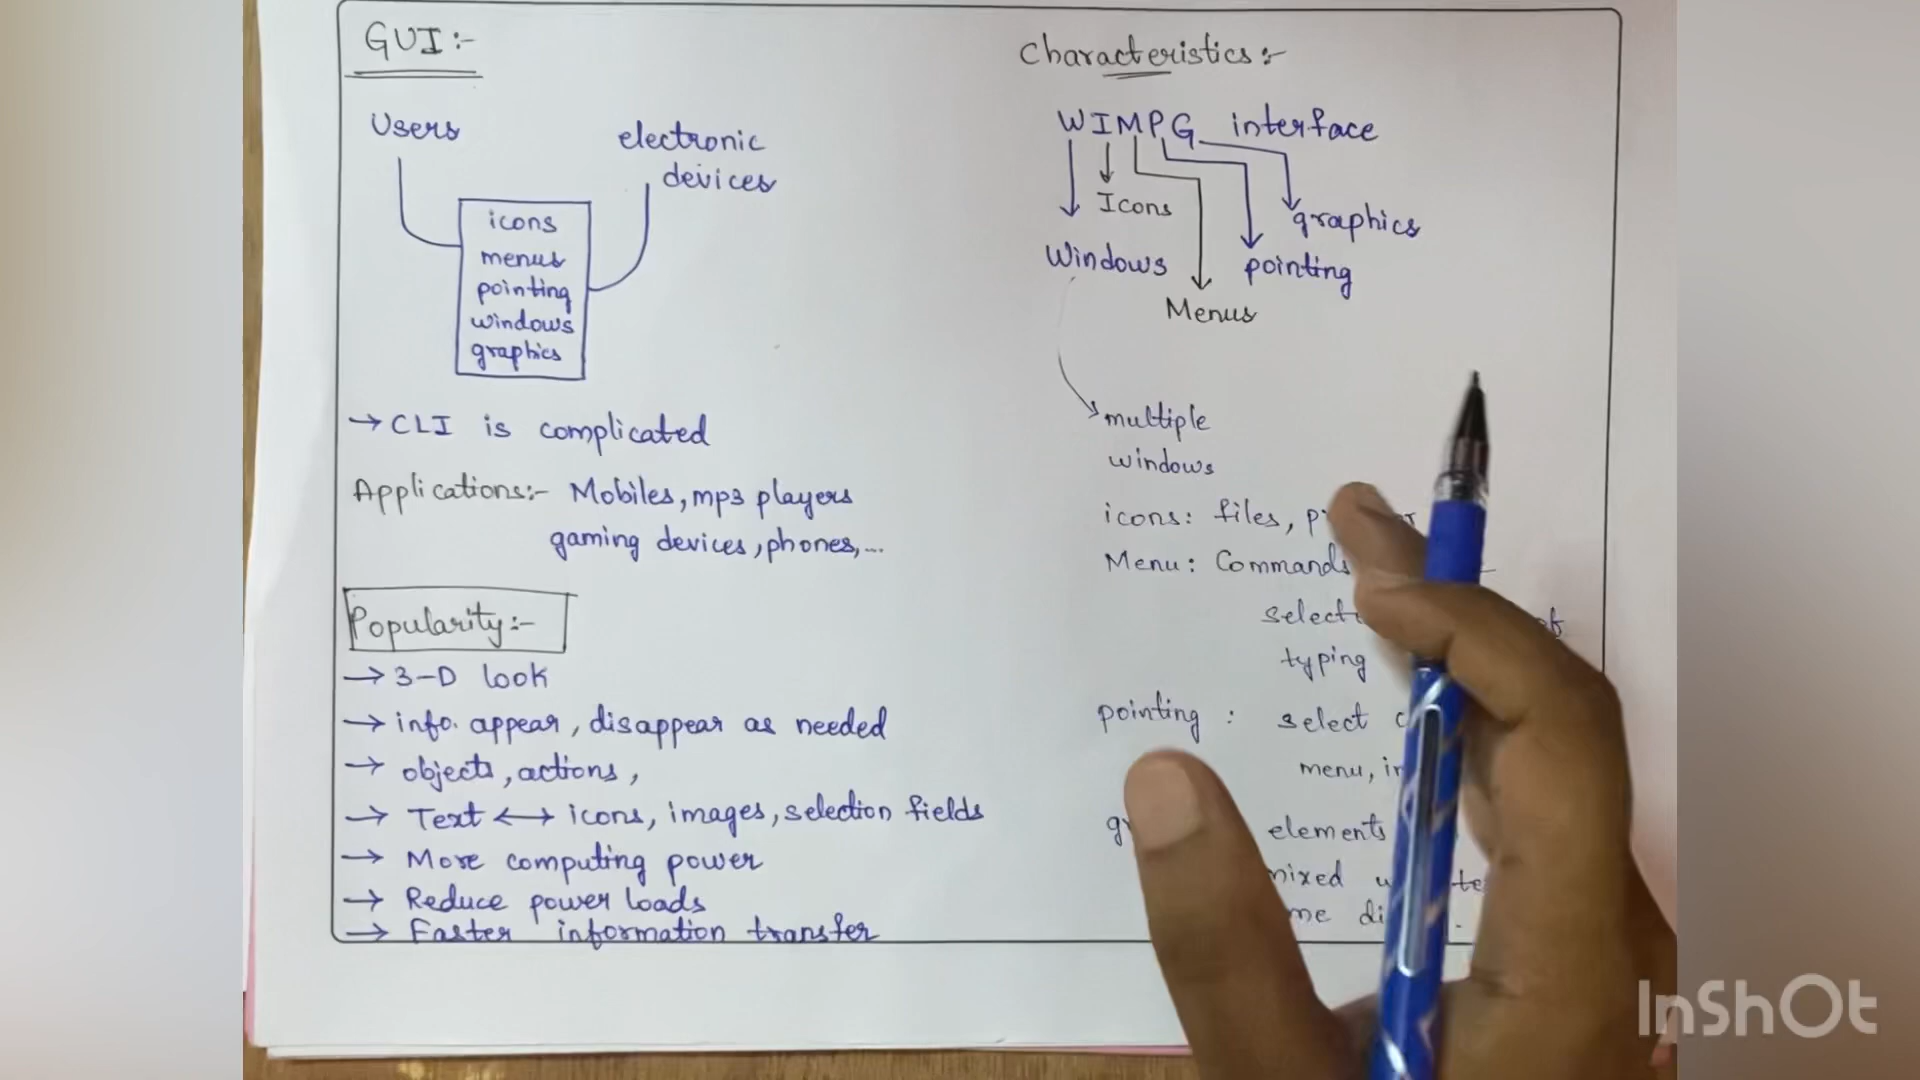 GUI:-
Users
electronic
devices
icons
menus
pointing
windows
graphics
→ CLI is complicated
Applications:- Mobiles, mp3 players
gaming devices, phones,...
Popularity:-
→ 3-D look
→ info. appear, disappear as needed
→ objects, actions,
→ Text ↔ icons, images, selection fields
→ More computing power
→ Reduce power loads
→ Faster information transfer
Characteristics:-
WIMPG interface
Icons
graphics
Windows
pointing
Menus
multiple
windows
icons: files,
Menu: Commands
typing
pointing : select
menu,
elements
InShOt